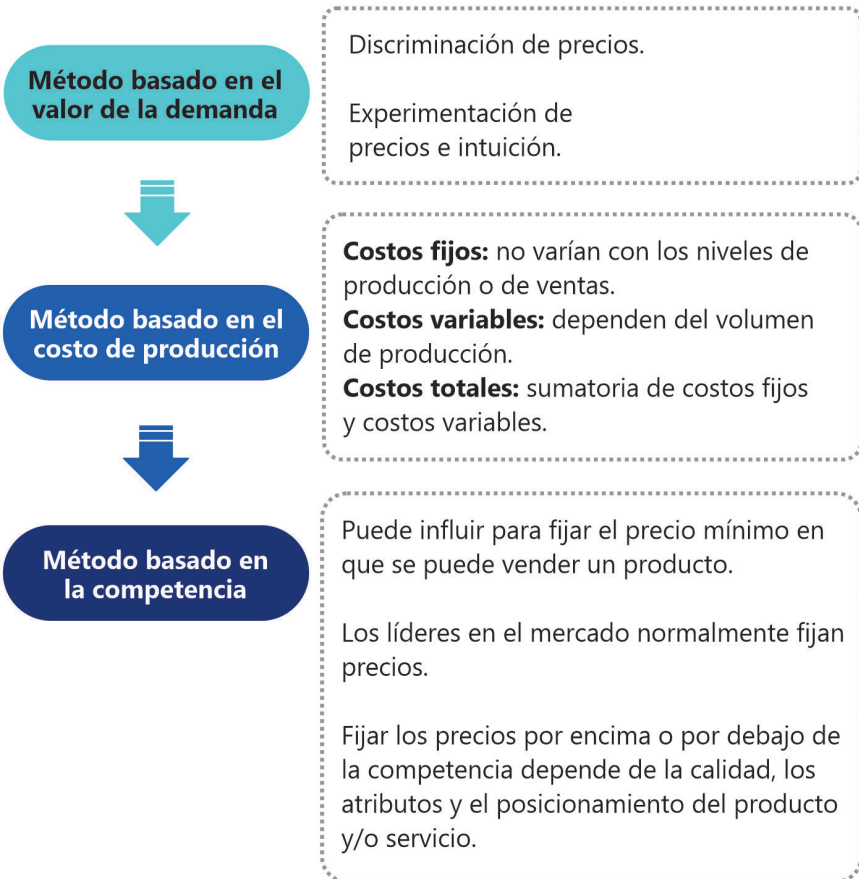 Método basado en el
valor de la demanda
Discriminación de precios.
Experimentación de
precios e intuición.
Método basado en el
costo de producción
Costos fijos: no varían con los niveles de
producción o de ventas.
Costos variables: dependen del volumen
de producción.
Costos totales: sumatoria de costos fijos
y costos variables.
Método basado en
la competencia
Puede influir para fijar el precio mínimo en
que se puede vender un producto.
Los líderes en el mercado normalmente fijan
precios.
Fijar los precios por encima o por debajo de
la competencia depende de la calidad, los
atributos y el posicionamiento del producto
y/o servicio.